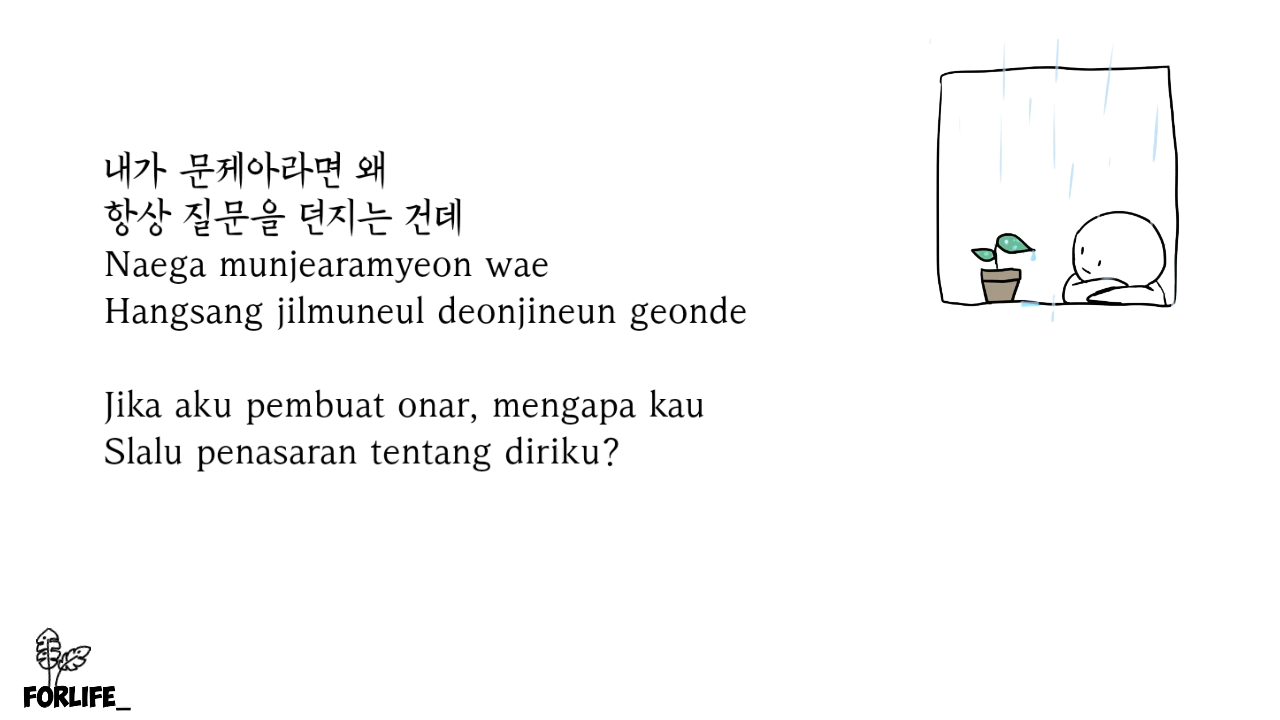 내가 문제아라면 왜
항상 질문을 던지는 건데
Naega munjearamyeon wae
Hangsang jilmuneul deonjineun geonde
Jika aku pembuat onar, mengapa kau
Slalu penasaran tentang diriku?
FORLIFE_